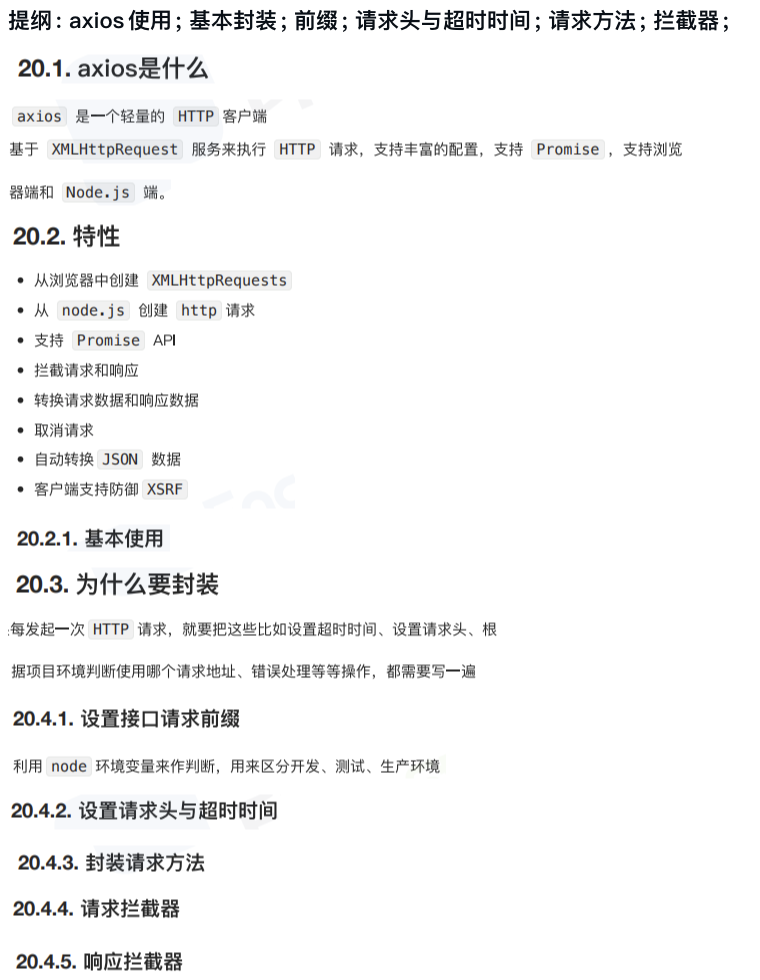 提纲: axios 使用; 基本封装; 前缀; 请求头与超时时间; 请求方法; 拦截器;
20.1. axios是什么
axios 是一个轻量的 HTTP 客户端
基于 XMLHttpRequest 服务来执行 HTTP 请求，支持丰富的配置，支持 Promise ，支持浏览
器端和 Node.js 端。
20.2. 特性
• 从浏览器中创建 XMLHttpRequests
• 从 node.js 创建 http 请求
• 支持 Promise API
• 拦截请求和响应
• 转换请求数据和响应数据
• 取消请求
• 自动转换 JSON 数据
• 客户端支持防御 XSRF
20.2.1. 基本使用
20.3. 为什么要封装
每发起一次 HTTP 请求，就要把这些比如设置超时时间、设置请求头、根
据项目环境判断使用哪个请求地址、错误处理等等操作，都需要写一遍
20.4.1. 设置接口请求前缀
利用 node 环境变量来作判断，用来区分开发、测试、生产环境
20.4.2. 设置请求头与超时时间
20.4.3. 封装请求方法
20.4.4. 请求拦截器
20.4.5. 响应拦截器